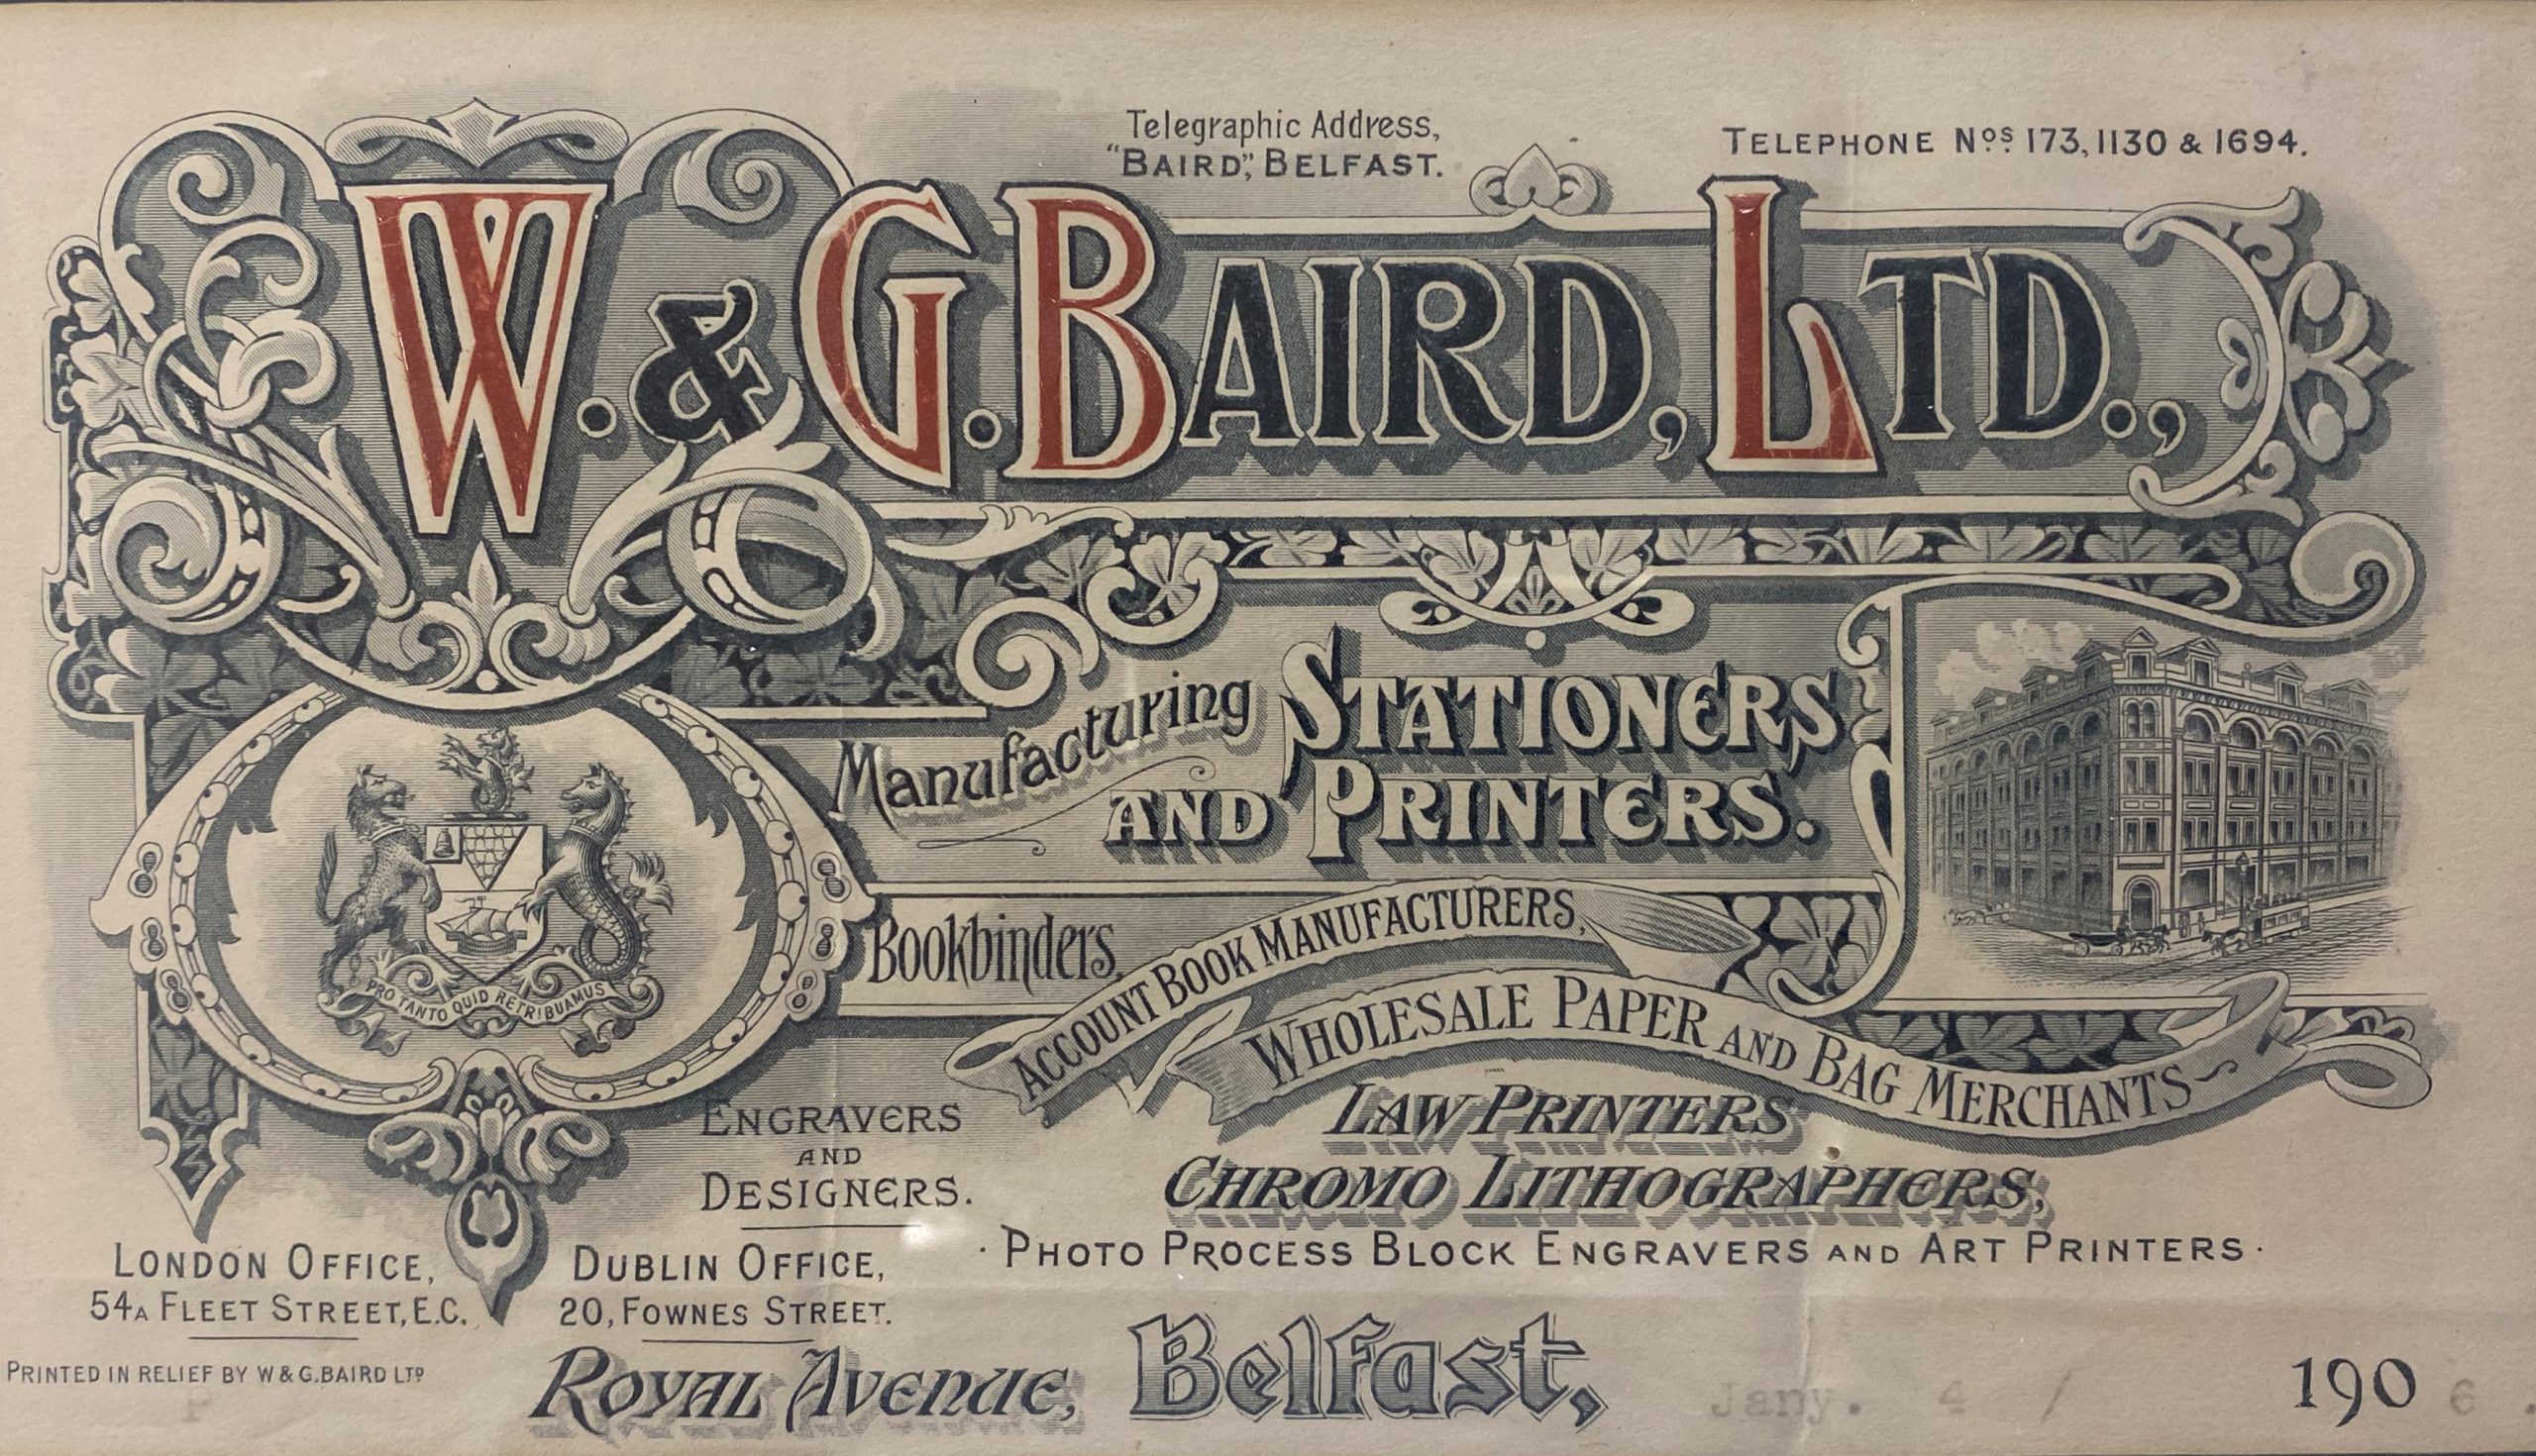 Telegraphic Address,
"BAIRD", BELFAST.
TELEPHONE Nos 173, 1130 & 1694.
W. & G. BAIRD, LTD.,
Manufacturing STATIONERS
AND PRINTERS.
PRO TANTO QUID RETRIBUAMUS
Bookbinders,
ACCOUNT BOOK MANUFACTURERS,
WHOLESALE PAPER AND BAG MERCHANTS
ENGRAVERS
AND
DESIGNERS.
LAW PRINTERS
CHROMO LITHOGRAPHERS,
· PHOTO PROCESS BLOCK ENGRAVERS AND ART PRINTERS ·
LONDON OFFICE,
54A FLEET STREET, E.C.
DUBLIN OFFICE,
20, FOWNES STREET.
PRINTED IN RELIEF BY W & G. BAIRD LTD
ROYAL AVENUE, Belfast, Jany. 4 / 1906.